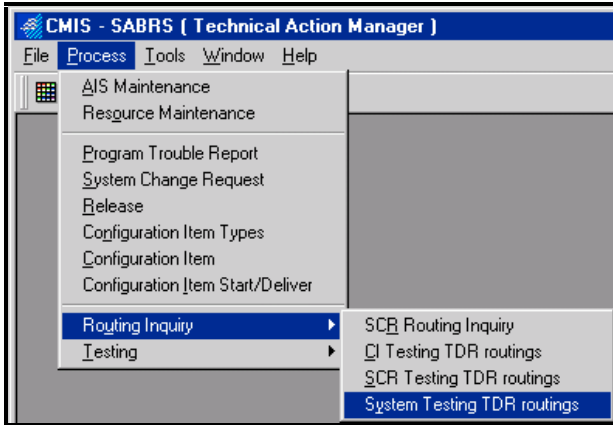 CMIS - SABRS ( Technical Action Manager )
File Process Tools Window Help
AIS Maintenance
Resource Maintenance
Program Trouble Report
System Change Request
Release
Configuration Item Types
Configuration Item
Configuration Item Start/Deliver
Routing Inquiry
Testing
SCR Routing Inquiry
CI Testing TDR routings
SCR Testing TDR routings
System Testing TDR routings